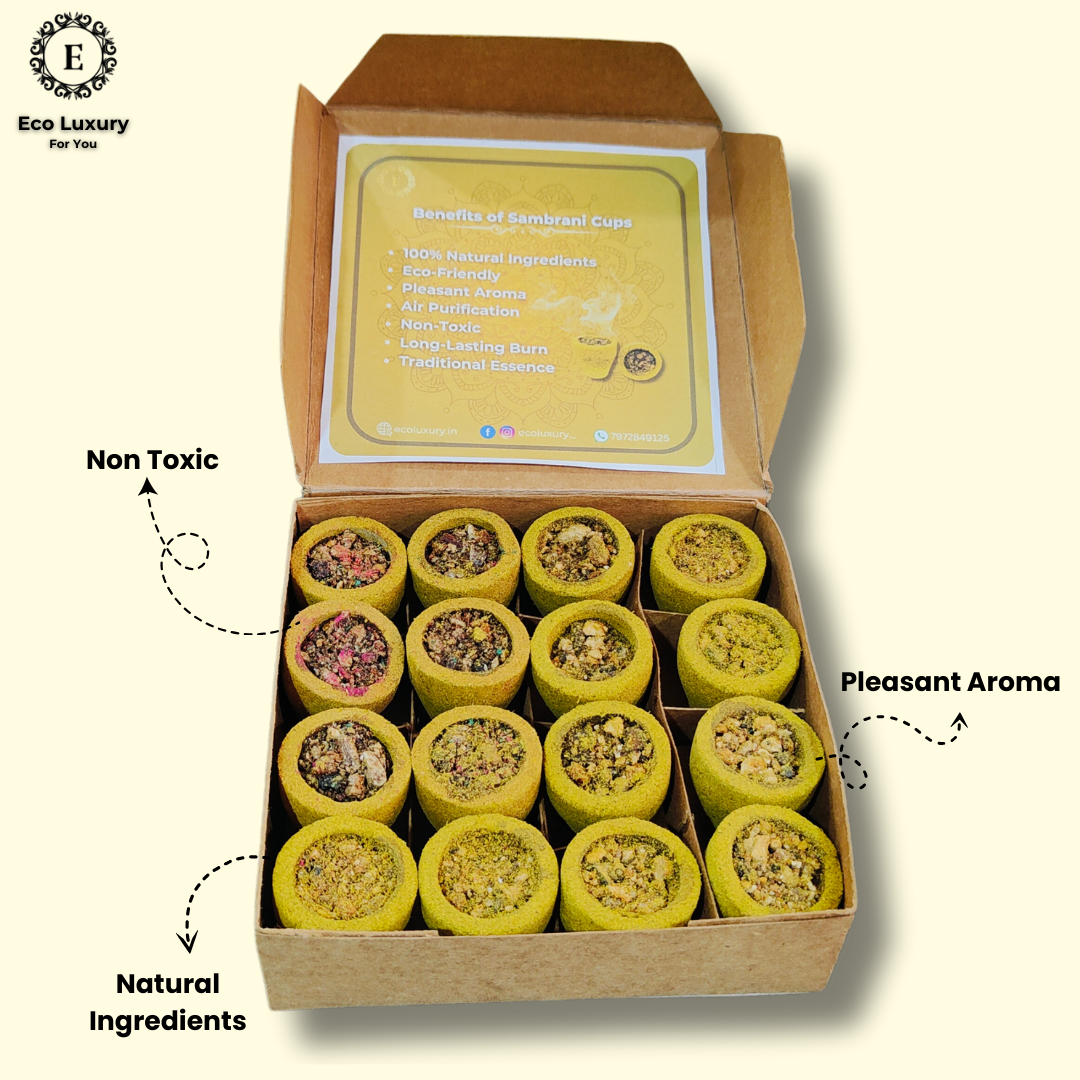 E
Eco Luxury
For You
E
Benefits of Sambrani Cups
• 100% Natural Ingredients
• Eco-Friendly
• Pleasant Aroma
• Air Purification
• Non-Toxic
• Long-Lasting Burn
• Traditional Essence
ecoluxury.in ecoluxury._ 7972849125
Non Toxic
Pleasant Aroma
Natural
Ingredients